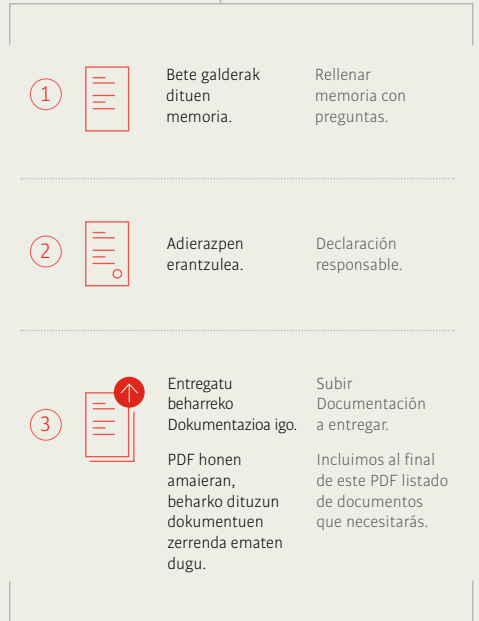 1
Bete galderak
dituen
memoria.
Rellenar
memoria con
preguntas.
2
Adierazpen
erantzulea.
Declaración
responsable.
3
Entregatu
beharreko
Dokumentazioa igo.
PDF honen
amaieran,
beharko dituzun
dokumentuen
zerrenda ematen
dugu.
Subir
Documentación
a entregar.
Incluimos al final
de este PDF listado
de documentos
que necesitarás.